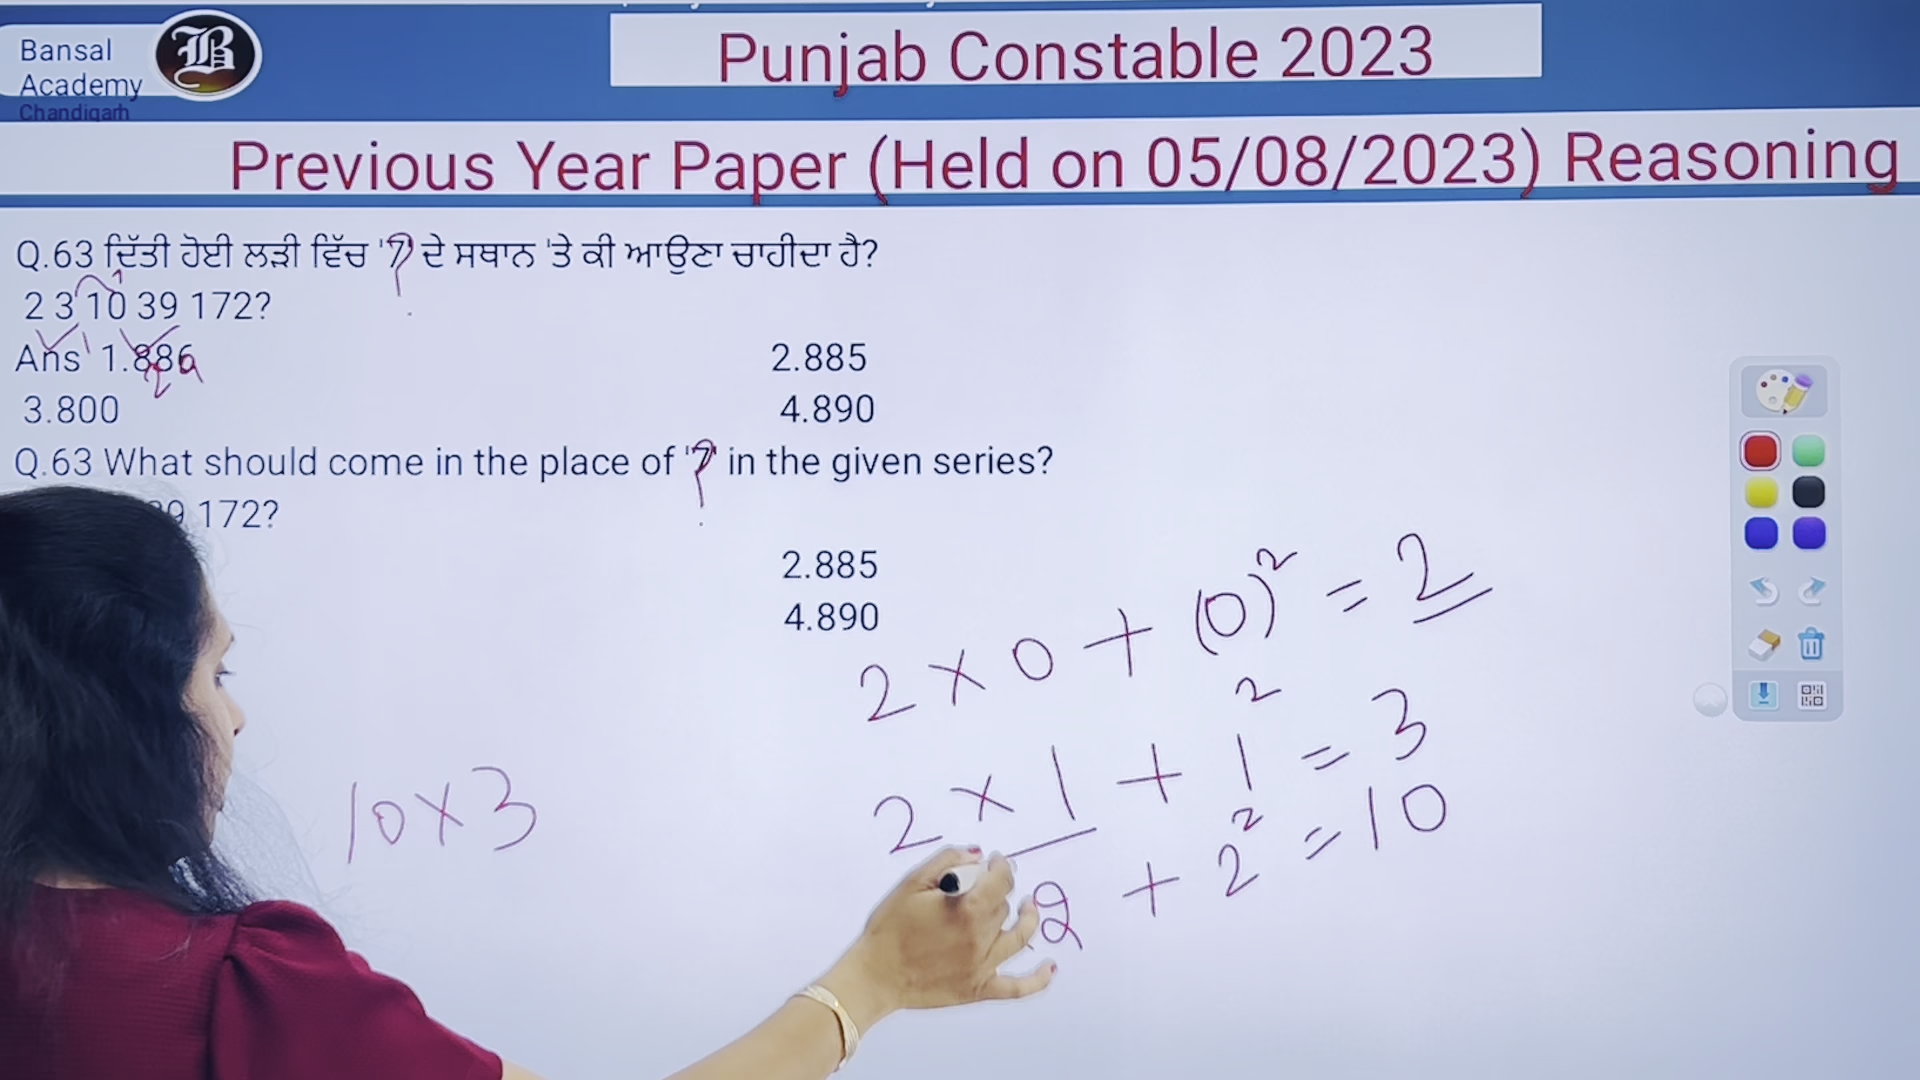 Bansal
Academy
Chandigarh
Punjab Constable 2023
Previous Year Paper (Held on 05/08/2023) Reasoning
Q.63 ਦਿੱਤੀ ਹੋਈ ਲੜੀ ਵਿੱਚ '?' ਦੇ ਸਥਾਨ 'ਤੇ ਕੀ ਆਉਣਾ ਚਾਹੀਦਾ ਹੈ?
2 3 10 39 172?
Ans 1.886
2.885
3.800
4.890
Q.63 What should come in the place of '?' in the given series?
39 172?
2.885
4.890
2 × 0 + (0)² = 2
2 × 1 + 1² = 3
2 + 2² = 10
10 × 3